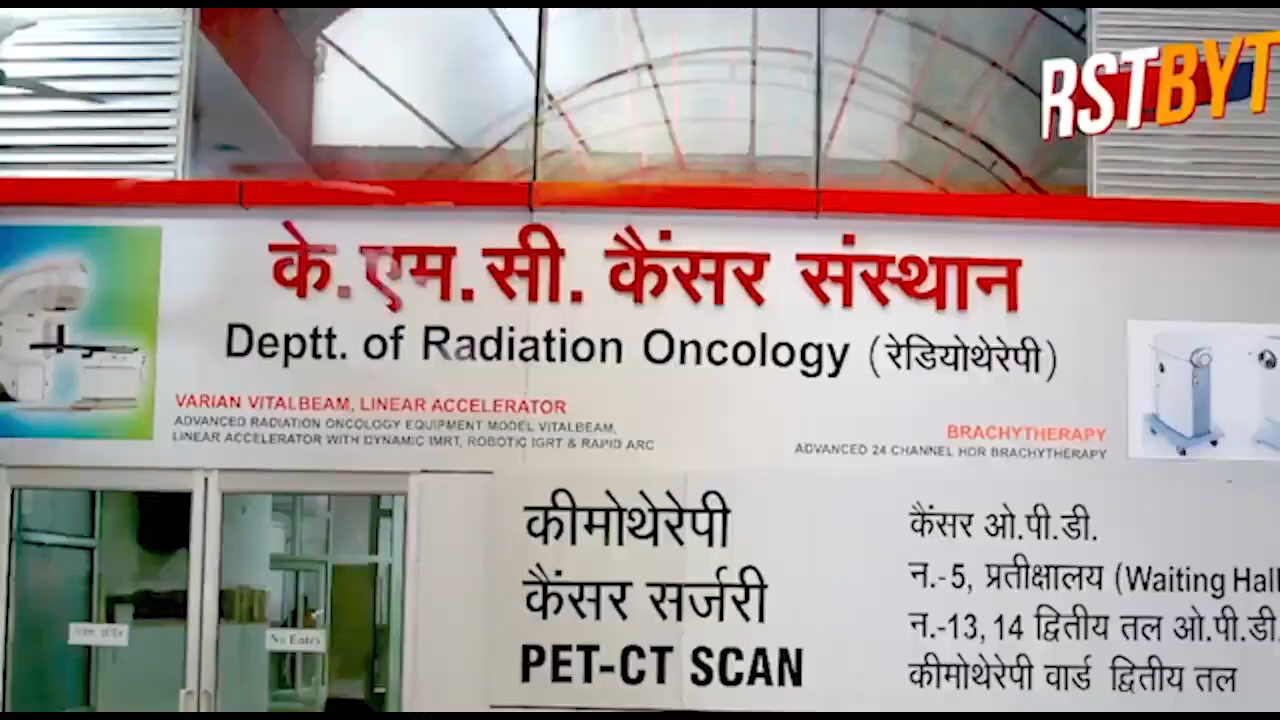 RSTBYT
के.एम.सी. कैंसर संस्थान
Deptt. of Radiation Oncology (रेडियोथेरेपी)
VARIAN VITALBEAM, LINEAR ACCELERATOR
ADVANCED RADIATION ONCOLOGY EQUIPMENT MODEL VITALBEAM,
LINEAR ACCELERATOR WITH DYNAMIC IMRT, ROBOTIC IGRT & RAPID ARC
BRACHYTHERAPY
ADVANCED 24 CHANNEL HDR BRACHYTHERAPY
कीमोथेरेपी
कैंसर सर्जरी
PET-CT SCAN
कैंसर ओ.पी.डी.
न.-5, प्रतीक्षालय (Waiting Hall
न.-13, 14 द्वितीय तल ओ.पी.डी
कीमोथेरेपी वार्ड द्वितीय तल
No Entry